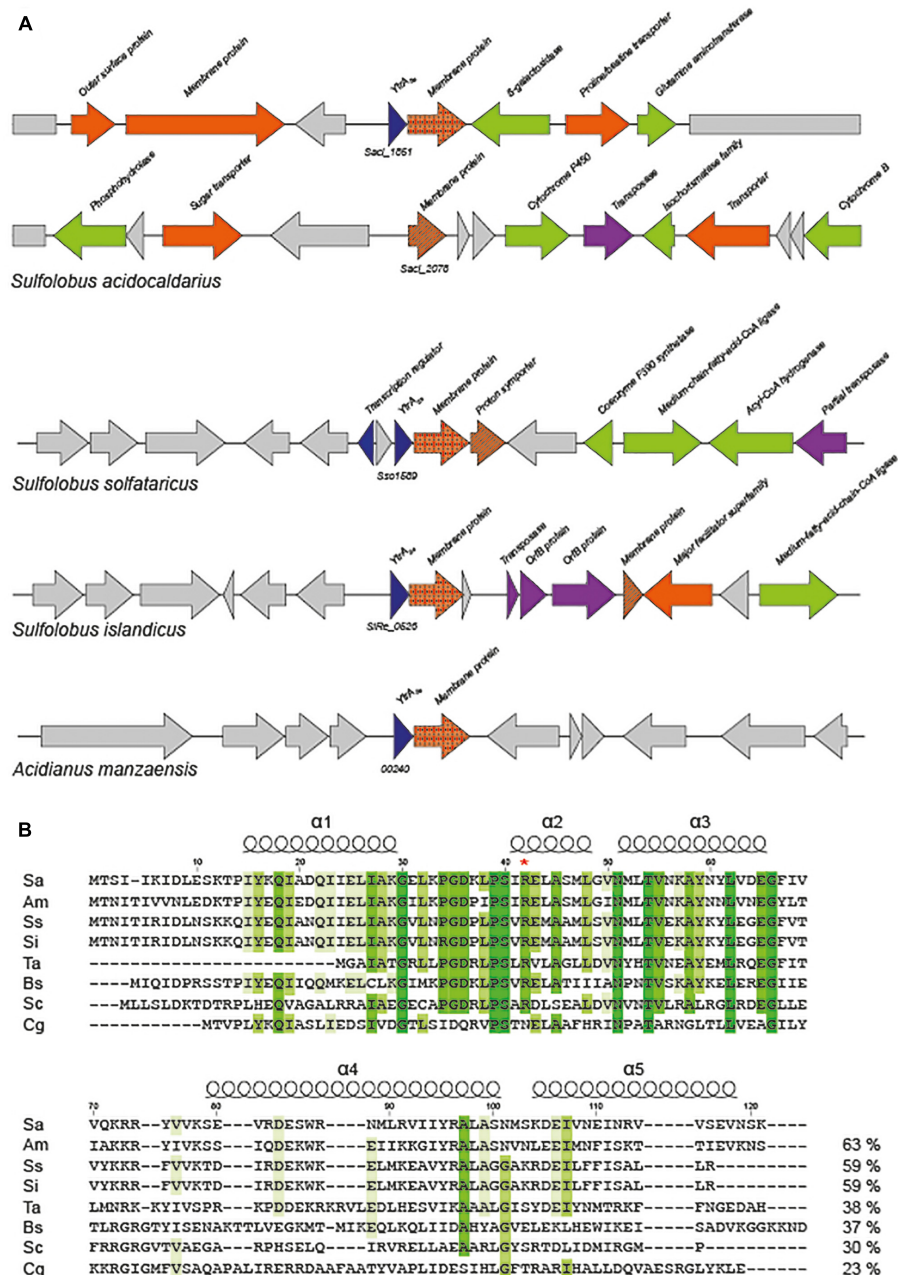 A
Outer surface protein
Membrane protein
YtrA
Membrane protein
ß-galactosidase
Proline/betaine transporter
Glutamine aminotransferase
Phosphohydrolase
Sugar transporter
Saci_1851
Membrane protein
Cytochrome P450
Transposase
Isochorismatase family
Transporter
Cytochrome B
Saci_2078
Sulfolobus acidocaldarius
Transcription regulator
YtrA
Membrane protein
Proton symporter
Coenzyme F390 synthetase
Medium-chain-fatty-acid-CoA ligase
Acyl-CoA hydrogenase
Partial transposase
Sso1589
Sulfolobus solfataricus
YtrA
Membrane protein
Transposase
OrfB protein
OrfB protein
Membrane protein
Major facilitator superfamily
Medium-fatty-acid-chain-CoA ligase
SiRe_0526
Sulfolobus islandicus
YtrA
Membrane protein
00240
Acidianus manzaensis
B
α1 α2 α3
10 20 30 40 * 50 60
Sa MTSI-IKIDLESKTPIYKQIADQIIELIAKGELKPGDKLPSIRELASMLGVNMLTVNKAYNYLVDEGFIV
Am MTNITIVVNLEDKTPIYEQIEDQIIELIAKGILKPGDPIPSIRELASMLGINMLTVNKAYNNLVNEGYLT
Ss MTNITIRIDLNSKKQIYEQIANQIIELIAKGVLNPGDKLPSVREMAAMLSVNMLTVNKAYKYLEGEGFVT
Si MTNITIRIDLNSKKQIYEQIANQIIELIAKGVLNRGDPLPSVREMAAMLSVNMLTVEKAYKYLEGEGFVT
Ta ------------------------MGAIATGRLLPGDRLPSLRVLAGLLDVNYHTVNEAYEMLRQEGFIT
Bs ----MIQIDPRSSTPIYEQIIQQMKELCLKGIMKPGDKLPSVRELATIIIANPNTVSKAYKELEREGIIE
Sc ---MLLSLDKTDTRPLHEQVAGALRRAIAEGECAPGDRLPSARDLSEALDVNVNTVLRALRGLRDEGLLE
Cg -----------MTVPLYKQIASLIEDSIVDGTLSIDQRVPSTNELAAFHRINPATARNGLTLLVEAGILY
α4 α5
70 80 90 100 110 120
Sa VQKRR--YVVKSE---VRDESWR----NMLRVIIYRALASNMSKDEIVNEINRV-----VSEVNSK----
Am IAKKR--YIVKSS---IQDEKWK----EIIKKGIYRALASNVNLEEIMNFISKT-----TIEVKNS---- 63 %
Ss VYKKR--FVVKTD---IRDEKWK----ELMKEAVYRALAGGAKRDEILFFISAL-----LR--------- 59 %
Si VYKRR--FVVKTD---IRDEKWK----ELMKEAVYRALAGGAKRDEILFFISAL-----LR--------- 59 %
Ta LMNRK-KYIVSPR---KPDDEKRKRVLEDLHESVIKAAALGISYDEIYNMTRKF-----FNGEDAH---- 38 %
Bs TLRGRGTYISENAKTTLVEGKMT-MIKEQLKQLIIDAHYAGVELEKLHEWIKEI-----SADVKGGKKND 37 %
Sc FRRGRGVTVAEGA---RPHSELQ----IRVRELLAEAARLGYSRTDLIDMIRGM-----P---------- 30 %
Cg KKRGIGMFVSAQAPALIRERRDAAFAATYVAPLIDESIHLGFTRARIHALLDQVAESRGLYKLE------ 23 %